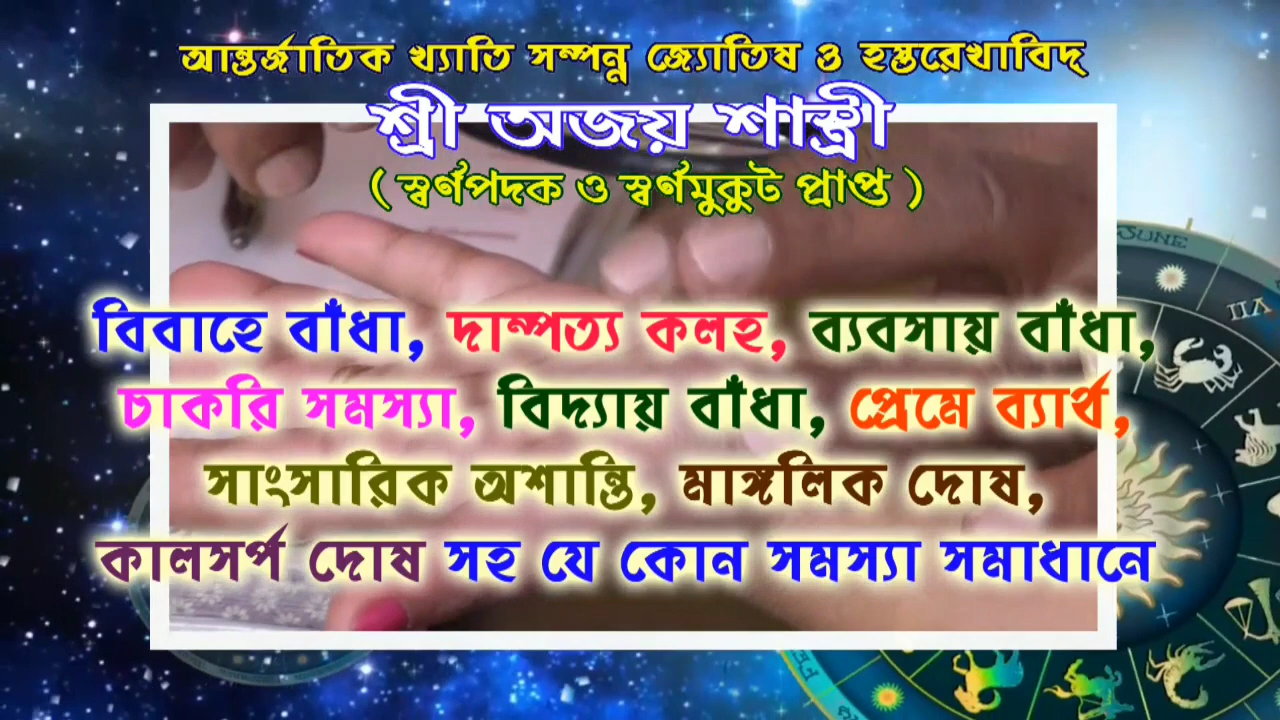 আন্তর্জাতিক খ্যাতি সম্পন্ন জ্যোতিষ ও হস্তরেখাবিদ্
শ্রী অজয় শাস্ত্রী
( স্বর্ণপদক ও স্বর্ণমুকুট প্রাপ্ত )
বিবাহে বাঁধা, দাম্পত্য কলহ, ব্যবসায় বাঁধা,
চাকরি সমস্যা, বিদ্যায় বাঁধা, প্রেমে ব্যার্থ,
সাংসারিক অশান্তি, মাঙ্গলিক দোষ,
কালসর্প দোষ সহ যে কোন সমস্যা সমাধানে